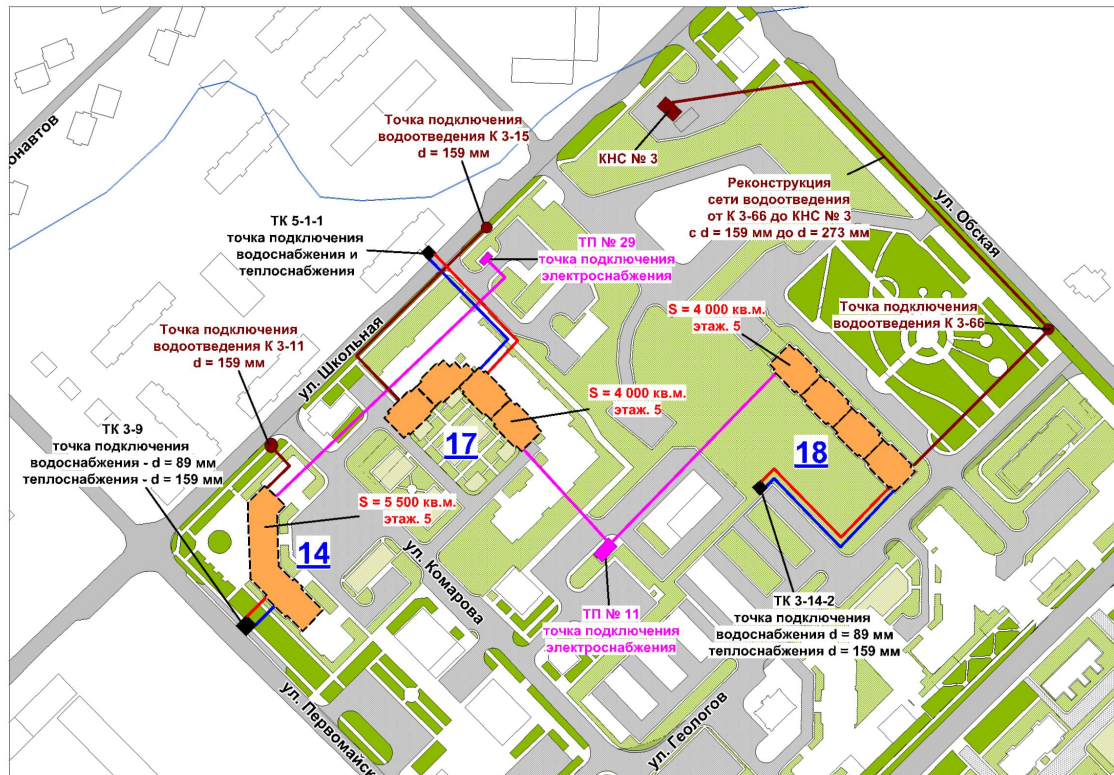 онавтов
Точка подключения
водоотведения К 3-15
d = 159 мм
КНС № 3
Реконструкция
сети водоотведения
от К 3-66 до КНС № 3
с d = 159 мм до d = 273 мм
ул. Обская
ТК 5-1-1
точка подключения
водоснабжения и
теплоснабжения
ТП № 29
точка подключения
электроснабжения
S = 4 000 кв.м.
этаж. 5
Точка подключения
водоотведения К 3-66
Точка подключения
водоотведения К 3-11
d = 159 мм
ул. Школьная
S = 4 000 кв.м.
этаж. 5
ТК 3-9
точка подключения
водоснабжения - d = 89 мм
теплоснабжения - d = 159 мм
17
18
S = 5 500 кв.м.
этаж. 5
14
ул. Комарова
ТП № 11
точка подключения
электроснабжения
ТК 3-14-2
точка подключения
водоснабжения d = 89 мм
теплоснабжения d = 159 мм
ул. Первомайск
ул. Геологов